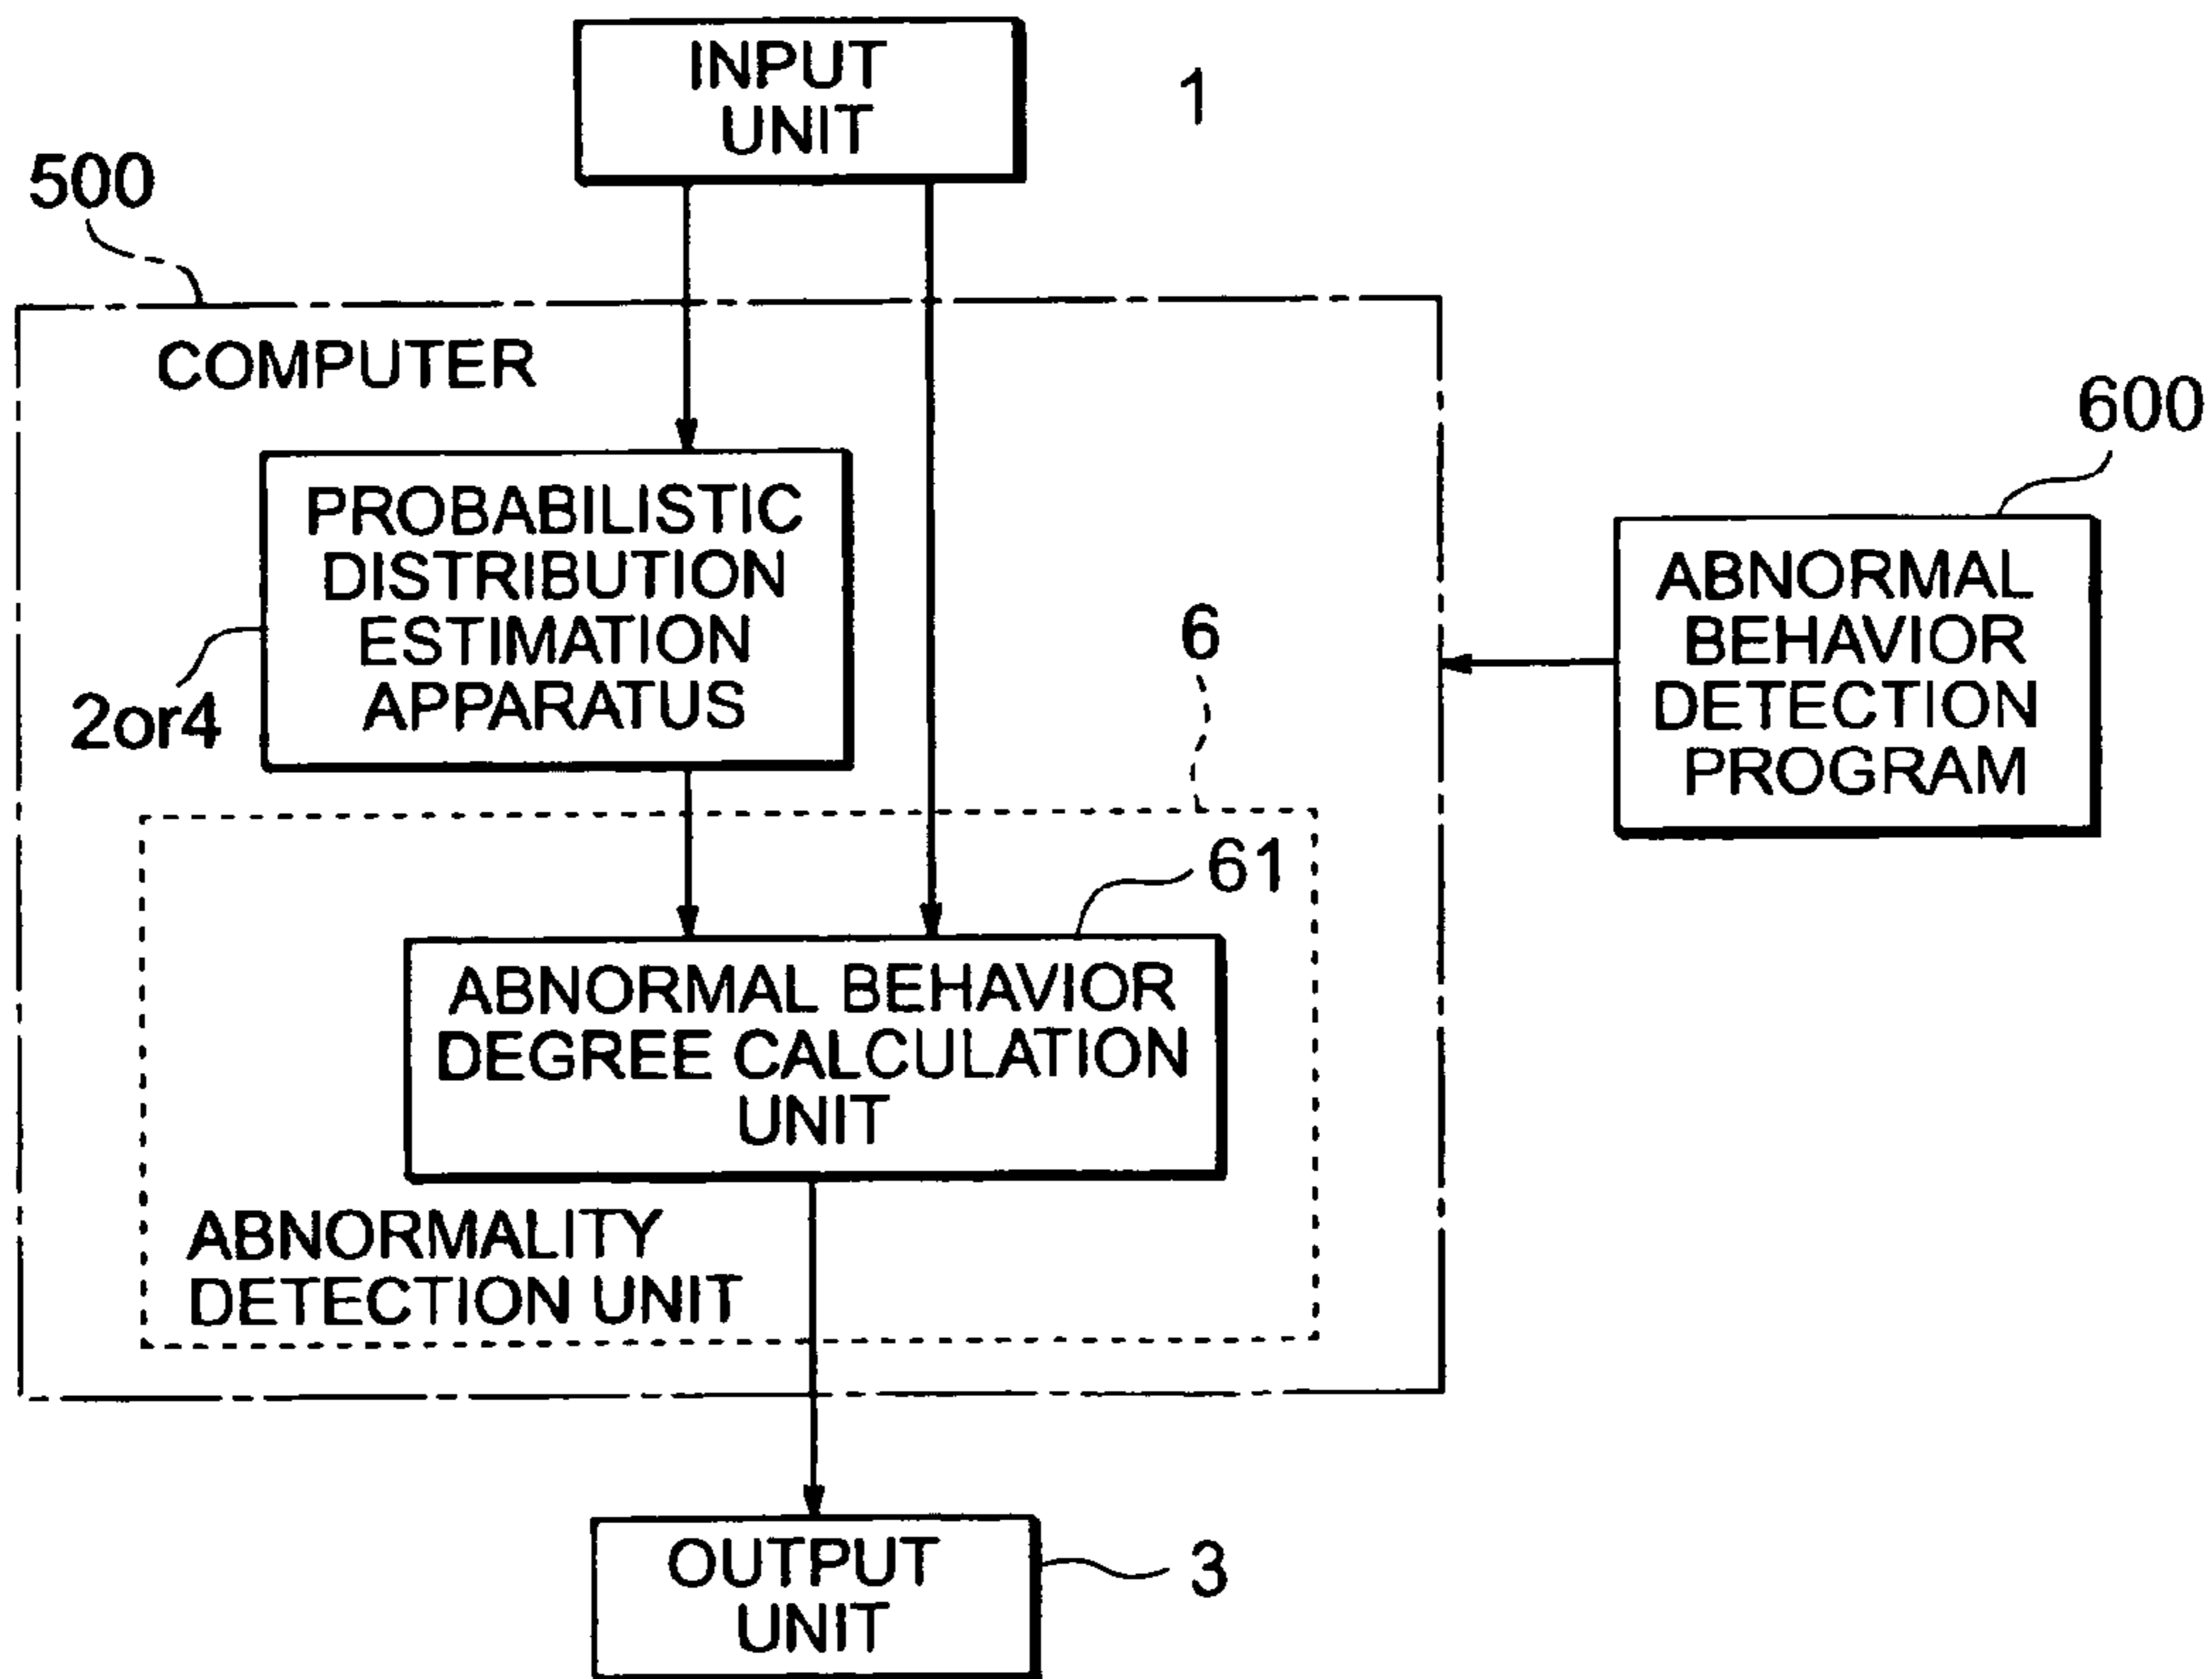 INPUT
UNIT
1
500
COMPUTER
600
PROBABILISTIC
DISTRIBUTION
ESTIMATION
APPARATUS
2or4
6
ABNORMAL
BEHAVIOR
DETECTION
PROGRAM
61
ABNORMAL BEHAVIOR
DEGREE CALCULATION
UNIT
ABNORMALITY
DETECTION UNIT
OUTPUT
UNIT
3